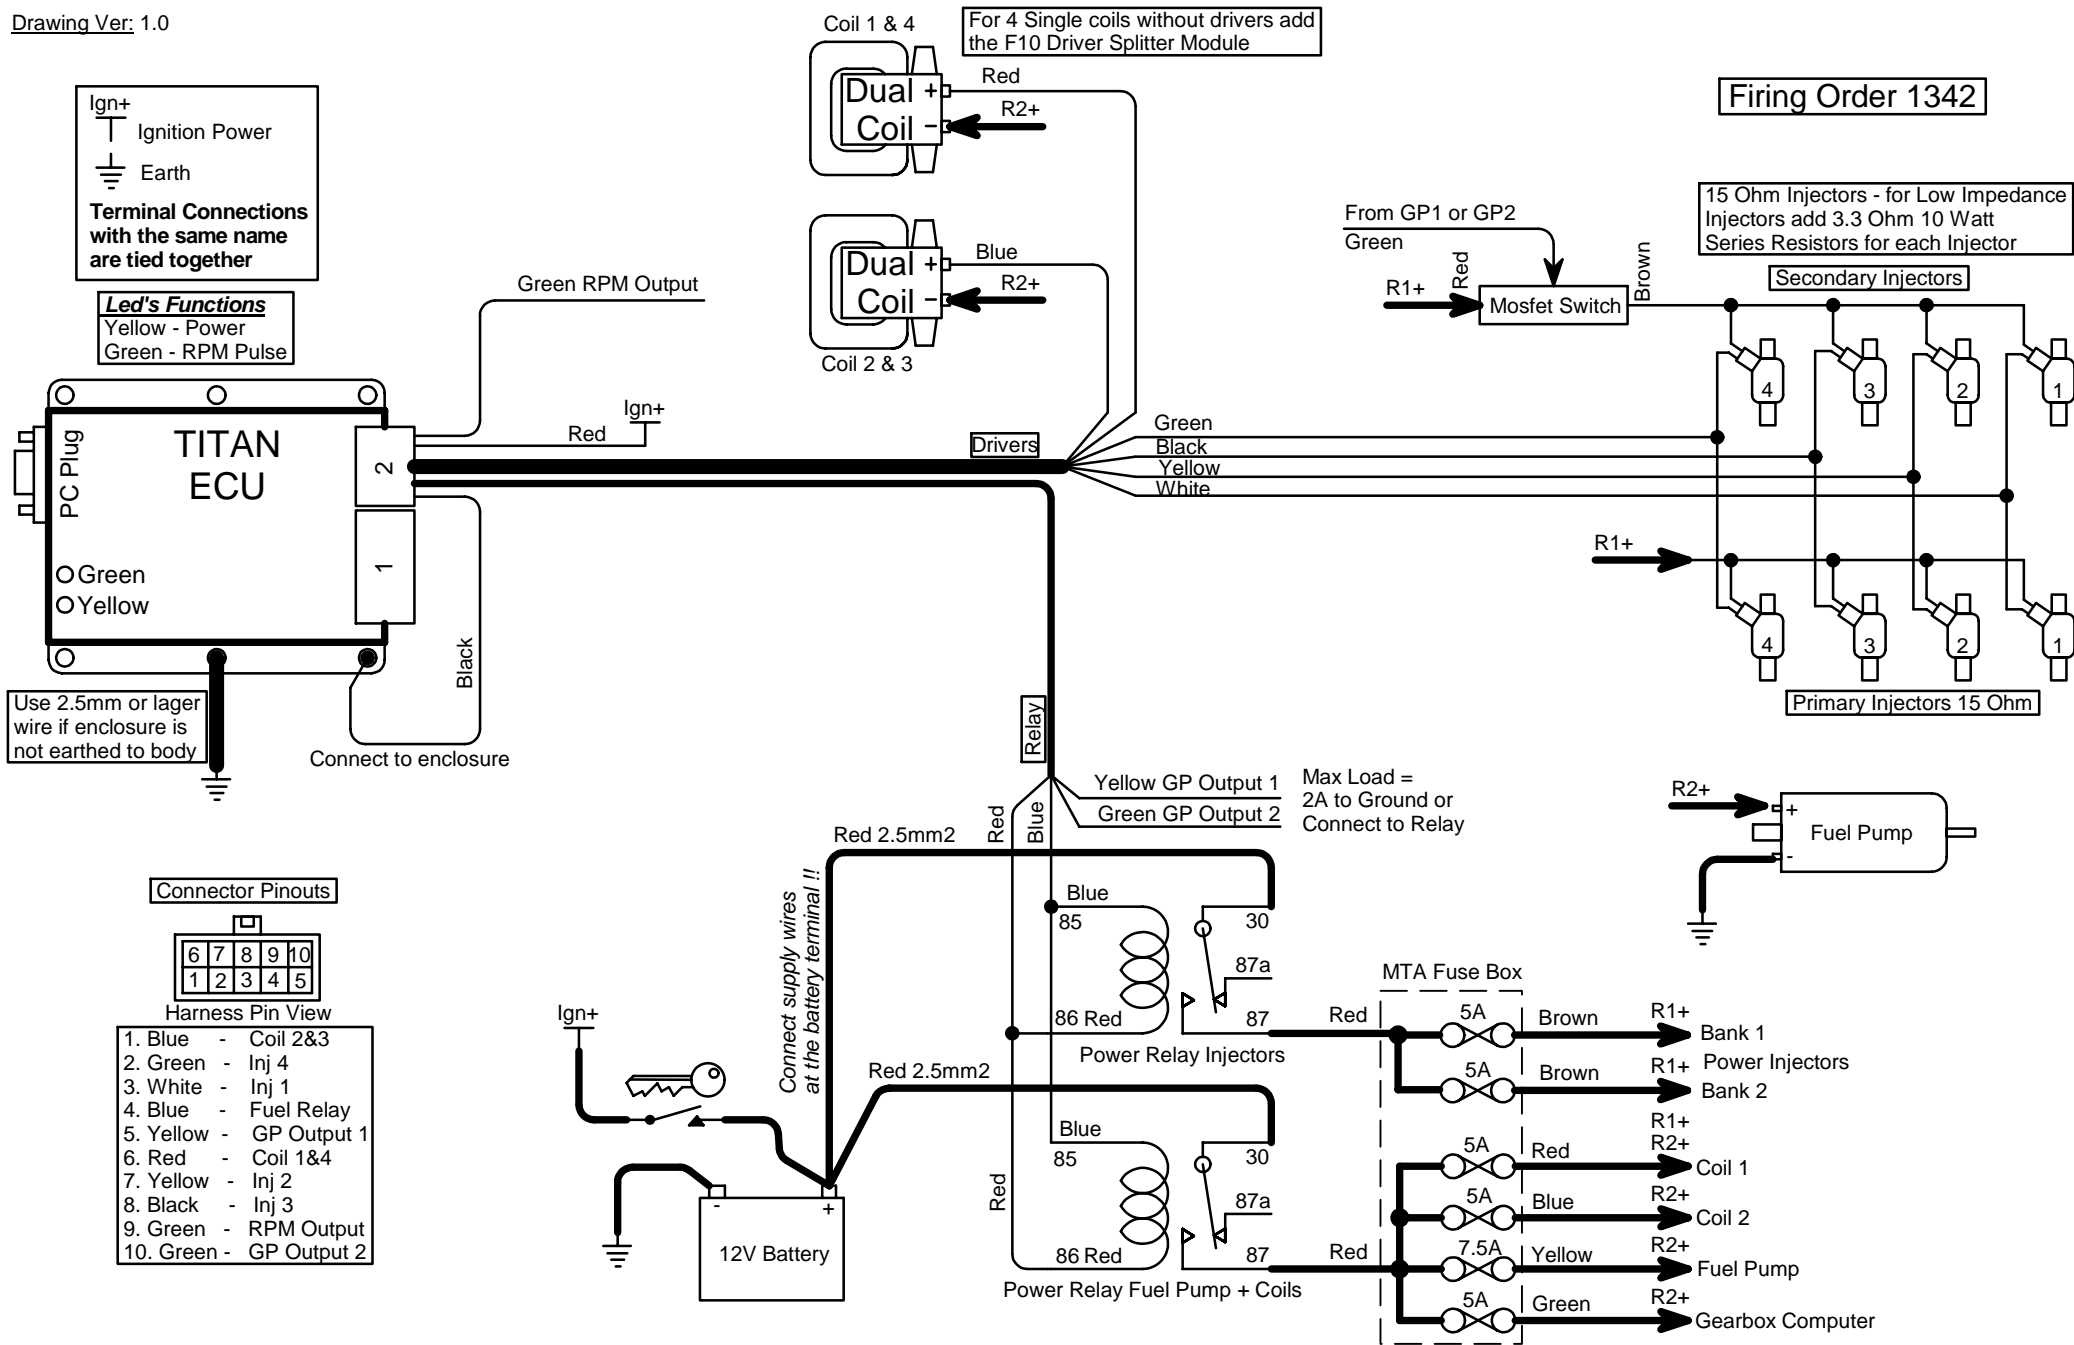 Drawing Ver: 1.0
Ign+
Ignition Power
Earth
Terminal Connections
with the same name
are tied together
Led's Functions
Yellow - Power
Green - RPM Pulse
Coil 1 & 4
Dual +
Coil -
Red
R2+
For 4 Single coils without drivers add
the F10 Driver Splitter Module
Dual +
Coil -
Blue
R2+
Coil 2 & 3
Firing Order 1342
15 Ohm Injectors - for Low Impedance
Injectors add 3.3 Ohm 10 Watt
Series Resistors for each Injector
Secondary Injectors
From GP1 or GP2
Green
R1+
Red
Mosfet Switch
Brown
4
3
2
1
Green RPM Output
Ign+
Red
Drivers
Green
Black
Yellow
White
R1+
4
3
2
1
Primary Injectors 15 Ohm
PC Plug
TITAN
ECU
2
1
Green
Yellow
Black
Use 2.5mm or lager
wire if enclosure is
not earthed to body
Connect to enclosure
Relay
Yellow GP Output 1
Green GP Output 2
Max Load =
2A to Ground or
Connect to Relay
Red
Blue
R2+
+
-
Fuel Pump
Red 2.5mm2
Connect supply wires
at the battery terminal !!
Blue
85
30
87a
86 Red
87
Power Relay Injectors
Red 2.5mm2
Red
Blue
85
30
87a
86 Red
87
Power Relay Fuel Pump + Coils
Ign+
-
+
12V Battery
Connector Pinouts
6 7 8 9 10
1 2 3 4 5
Harness Pin View
1. Blue - Coil 2&3
2. Green - Inj 4
3. White - Inj 1
4. Blue - Fuel Relay
5. Yellow - GP Output 1
6. Red - Coil 1&4
7. Yellow - Inj 2
8. Black - Inj 3
9. Green - RPM Output
10. Green - GP Output 2
MTA Fuse Box
Red
5A
Brown
R1+
Bank 1
Power Injectors
5A
Brown
R1+
Bank 2
R1+
Red
5A
Red
R2+
Coil 1
5A
Blue
R2+
Coil 2
7.5A
Yellow
R2+
Fuel Pump
5A
Green
R2+
Gearbox Computer